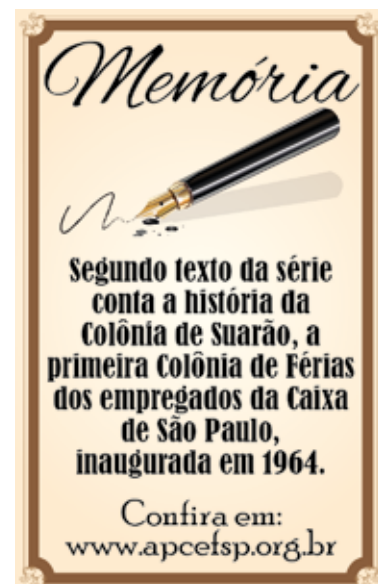 Memória
Segundo texto da série
conta a história da
Colônia de Suarão, a
primeira Colônia de Férias
dos empregados da Caixa
de São Paulo,
inaugurada em 1964.
Confira em:
www.apcefsp.org.br